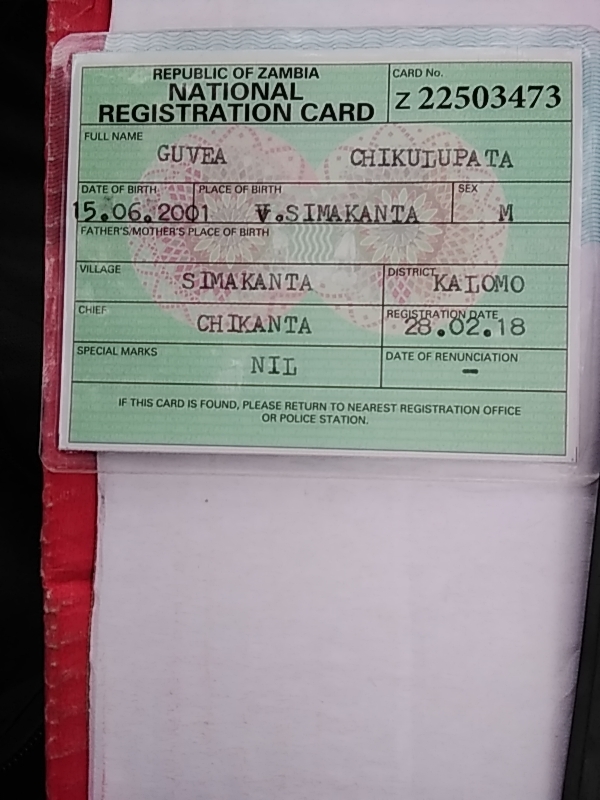 REPUBLIC OF ZAMBIA
NATIONAL
REGISTRATION CARD
CARD No.
Z 22503473
FULL NAME
GUVEA CHIKULUPATA
DATE OF BIRTH PLACE OF BIRTH SEX
15.06.2001 V.SIMAKANTA M
FATHER'S/MOTHER'S PLACE OF BIRTH
VILLAGE SIMAKANTA DISTRICT KALOMO
CHIEF CHIKANTA REGISTRATION DATE 28.02.18
SPECIAL MARKS NIL DATE OF RENUNCIATION –
IF THIS CARD IS FOUND, PLEASE RETURN TO NEAREST REGISTRATION OFFICE
OR POLICE STATION.